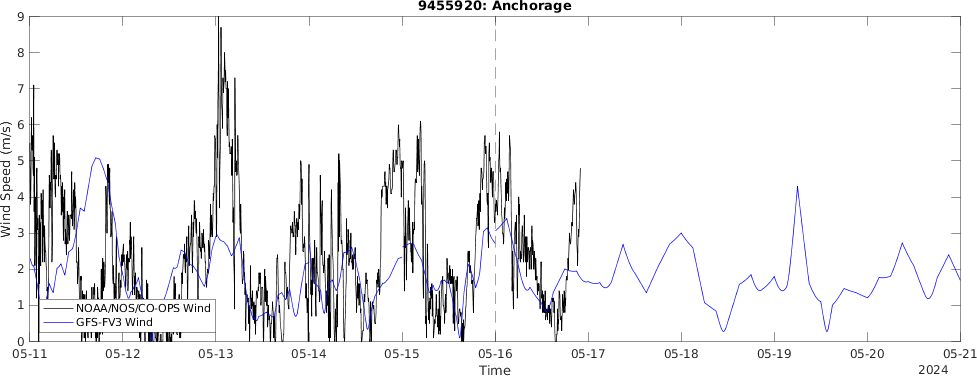 9455920: Anchorage
Wind Speed (m/s)
9
8
7
6
5
4
3
2
1
0
NOAA/NOS/CO-OPS Wind
GFS-FV3 Wind
05-11 05-12 05-13 05-14 05-15 05-16 05-17 05-18 05-19 05-20 05-21
Time
2024